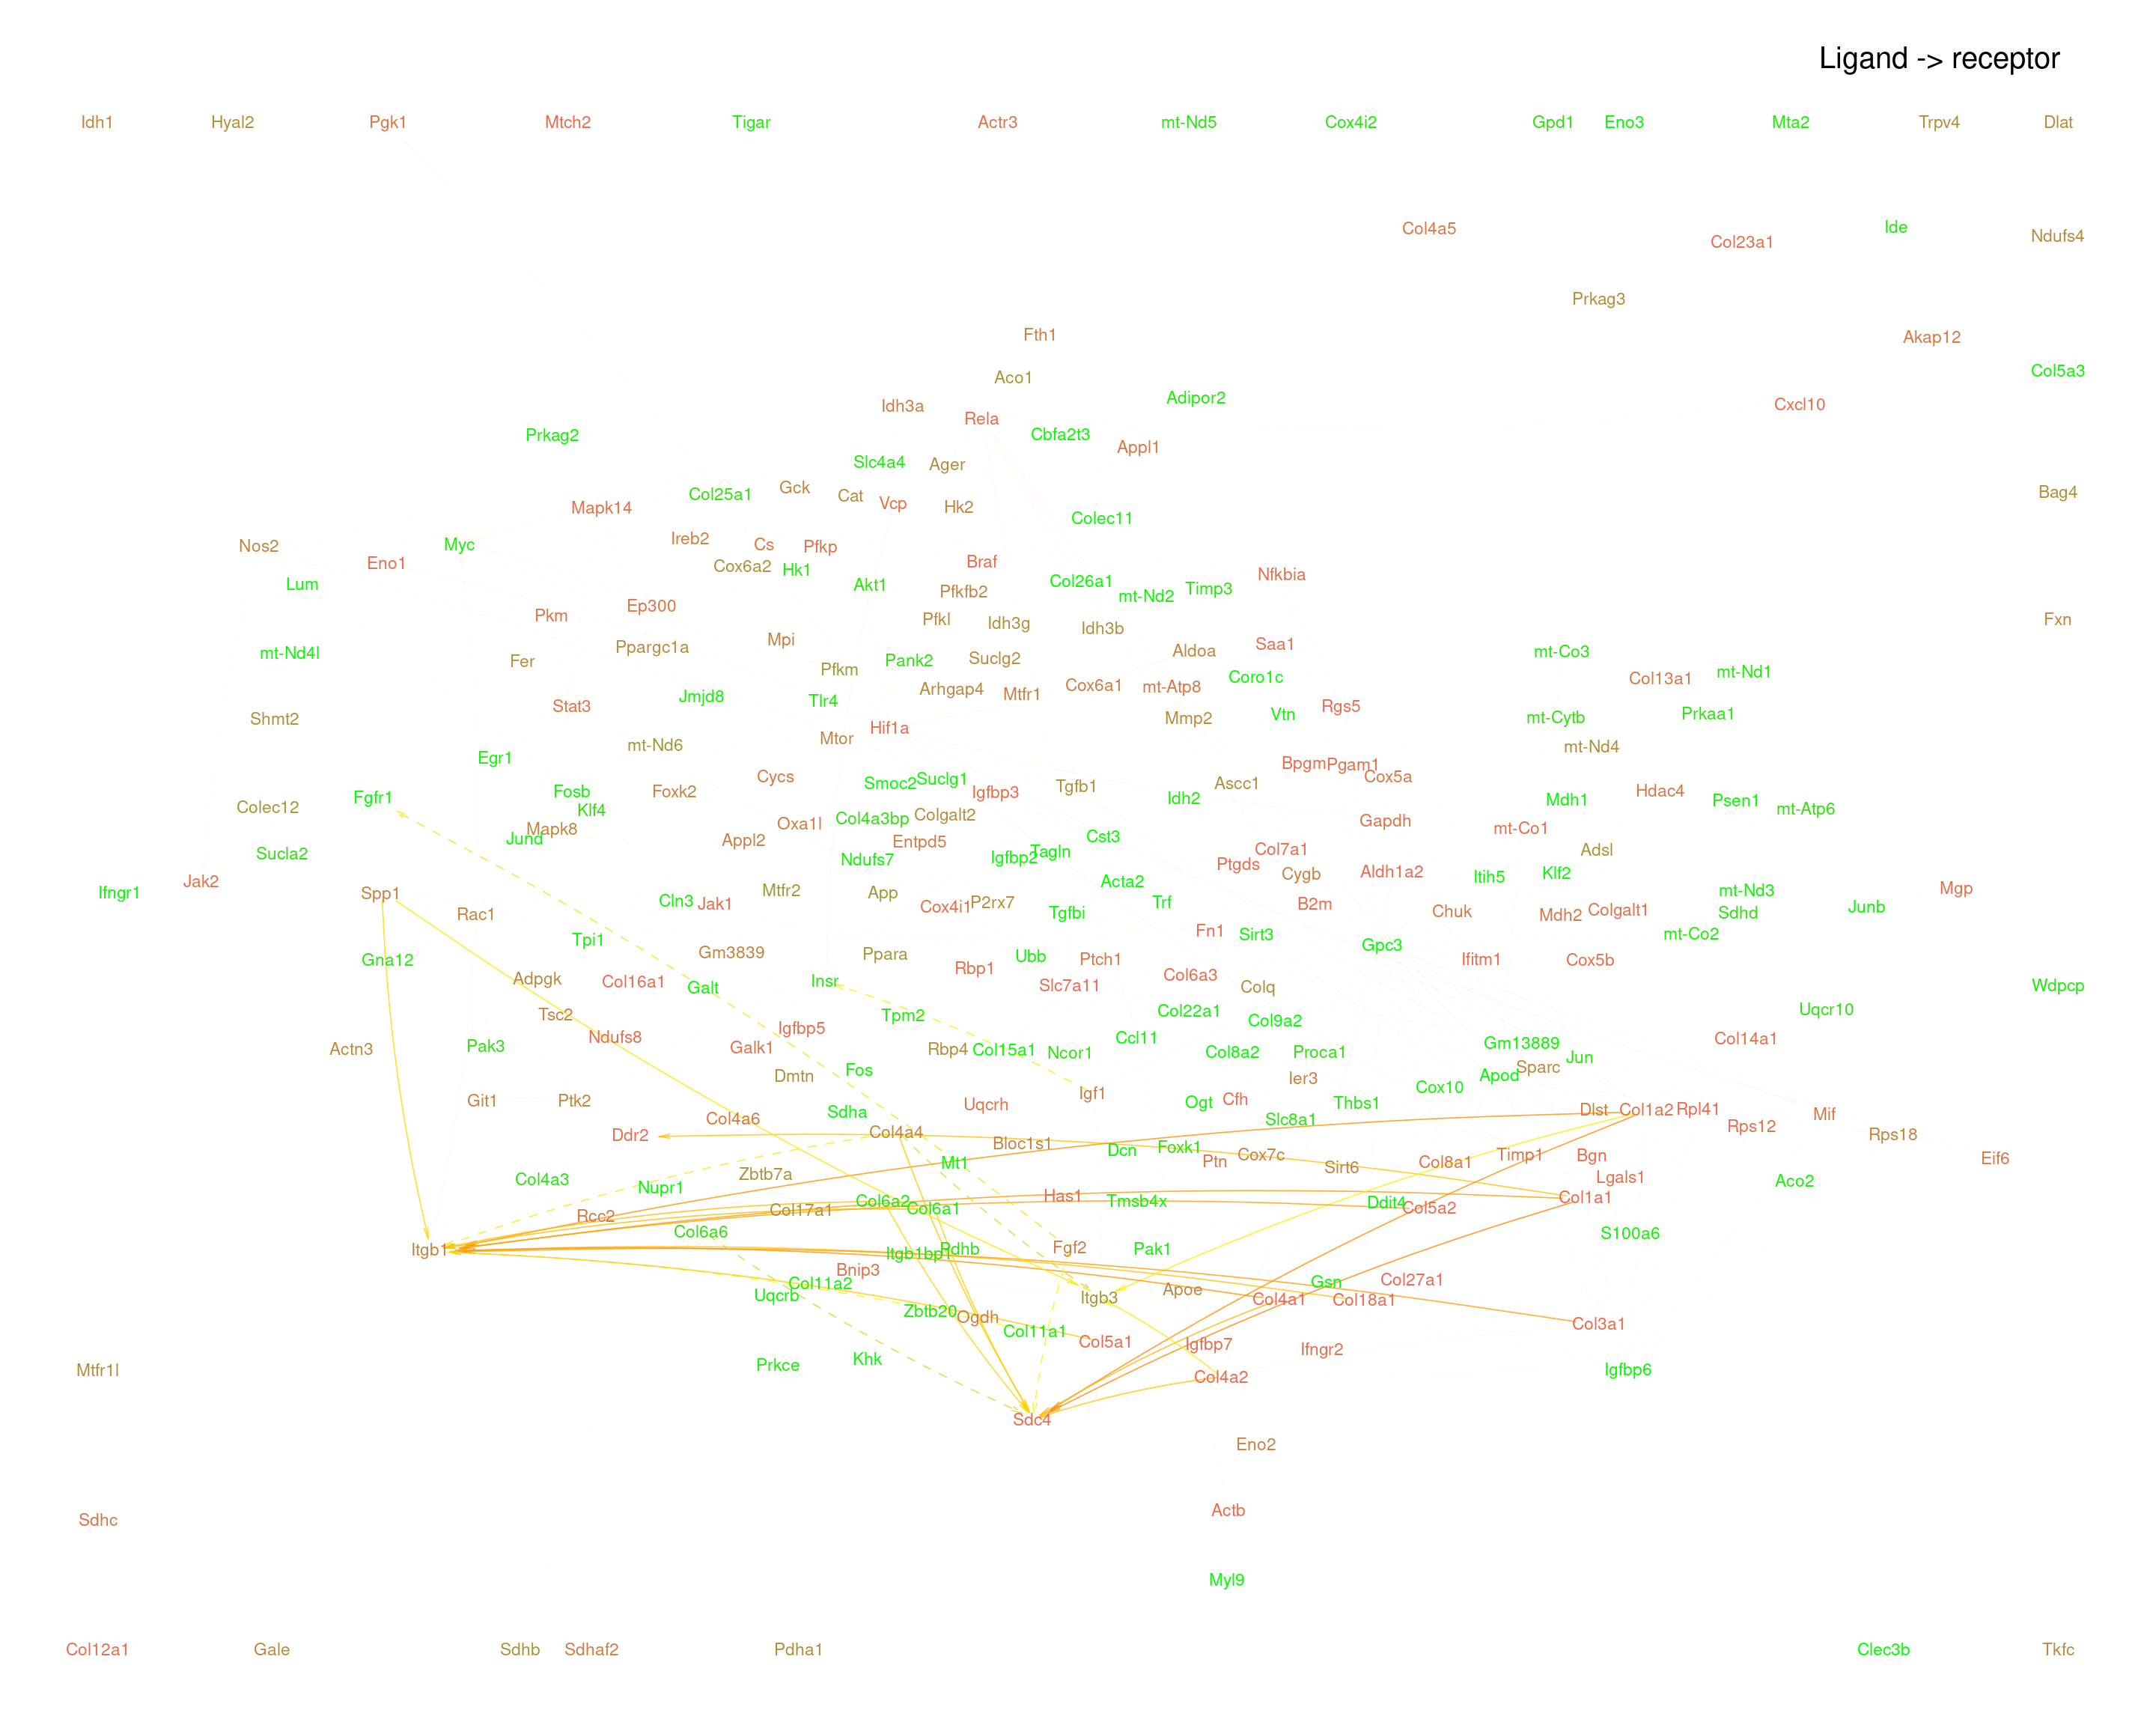 Ligand -> receptor
Idh1 Hyal2 Pgk1 Mtch2 Tigar Actr3 mt-Nd5 Cox4i2 Gpd1 Eno3 Mta2 Trpv4 Dlat
Col4a5 Col23a1 Ide Ndufs4
Prkag3
Fth1 Akap12
Aco1 Col5a3
Idh3a Adipor2 Cxcl10
Rela
Prkag2 Cbfa2t3 Appl1
Slc4a4 Ager
Col25a1 Gck Cat Vcp Hk2 Bag4
Mapk14 Colec11
Nos2 Myc Ireb2 Cs Pfkp
Eno1 Cox6a2 Hk1 Braf Nfkbia
Lum Akt1 Pfkfb2 Col26a1 mt-Nd2 Timp3
Pkm Ep300 Pfkl Idh3g Idh3b Fxn
mt-Nd4l Fer Ppargc1a Mpi Pfkm Pank2 Suclg2 Aldoa Saa1 mt-Co3
Jmjd8 Tlr4 Arhgap4 Mtfr1 Cox6a1 mt-Atp8 Coro1c Col13a1 mt-Nd1
Shmt2 Stat3 Hif1a Mmp2 Vtn Rgs5 mt-Cytb Prkaa1
Egr1 mt-Nd6 Mtor mt-Nd4
Fgfr1 Fosb Foxk2 Cycs Smoc2 Suclg1 Igfbp3 Tgfb1 Idh2 Ascc1 Bpgm Pgam1 Cox5a Mdh1 Hdac4 Psen1
Colec12 Klf4 Col4a3bp Colgalt2 mt-Atp6
Jund Mapk8 Appl2 Oxa1l Entpd5 Cst3 Gapdh mt-Co1
Sucla2 Ndufs7 Igfbp2 Tagln Ptgds Col7a1 Adsl
Ifngr1 Jak2 Spp1 Mtfr2 App Acta2 Cygb Aldh1a2 Itih5 Klf2 mt-Nd3 Mgp
Rac1 Cln3 Jak1 Cox4i1 P2rx7 Tgfbi Trf B2m Chuk Mdh2 Colgalt1 Sdhd Junb
Tpi1 Fn1 Sirt3 Gpc3 mt-Co2
Gna12 Gm3839 Ppara Rbp1 Ubb Ptch1 Ifitm1 Cox5b
Adpgk Col16a1 Galt Insr Slc7a11 Col6a3 Colq Wdpcp
Tsc2 Tpm2 Col22a1 Col9a2 Uqcr10
Actn3 Pak3 Ndufs8 Galk1 Igfbp5 Rbp4 Col15a1 Ncor1 Ccl11 Col8a2 Proca1 Gm13889 Jun Col14a1
Dmtn Fos Ier3 Cox10 Apod Sparc
Git1 Ptk2 Col4a6 Sdha Uqcrh Igf1 Ogt Cfh Slc8a1 Thbs1 Dlst Col1a2 Rpl41 Rps12 Mif
Ddr2 Col4a4 Bloc1s1 Dcn Foxk1 Cox7c Rps18
Col4a3 Nupr1 Zbtb7a Mt1 Ptn Sirt6 Col8a1 Timp1 Bgn Lgals1 Aco2 Eif6
Rcc2 Col17a1 Col6a2 Col6a1 Has1 Tmsb4x Ddit4 Col5a2 Col1a1
Itgb1 Col6a6 Itgb1bp1 Pdhb Fgf2 Pak1 S100a6
Uqcrb Col11a2 Bnip3 Itgb3 Apoe Col4a1 Gsn Col18a1 Col27a1
Zbtb20 Ogdh Col11a1 Col5a1 Igfbp7 Ifngr2 Col3a1
Mtfr1l Prkce Khk Col4a2 Igfbp6
Sdc4
Eno2
Sdhc Actb
Myl9
Col12a1 Gale Sdhb Sdhaf2 Pdha1 Clec3b Tkfc